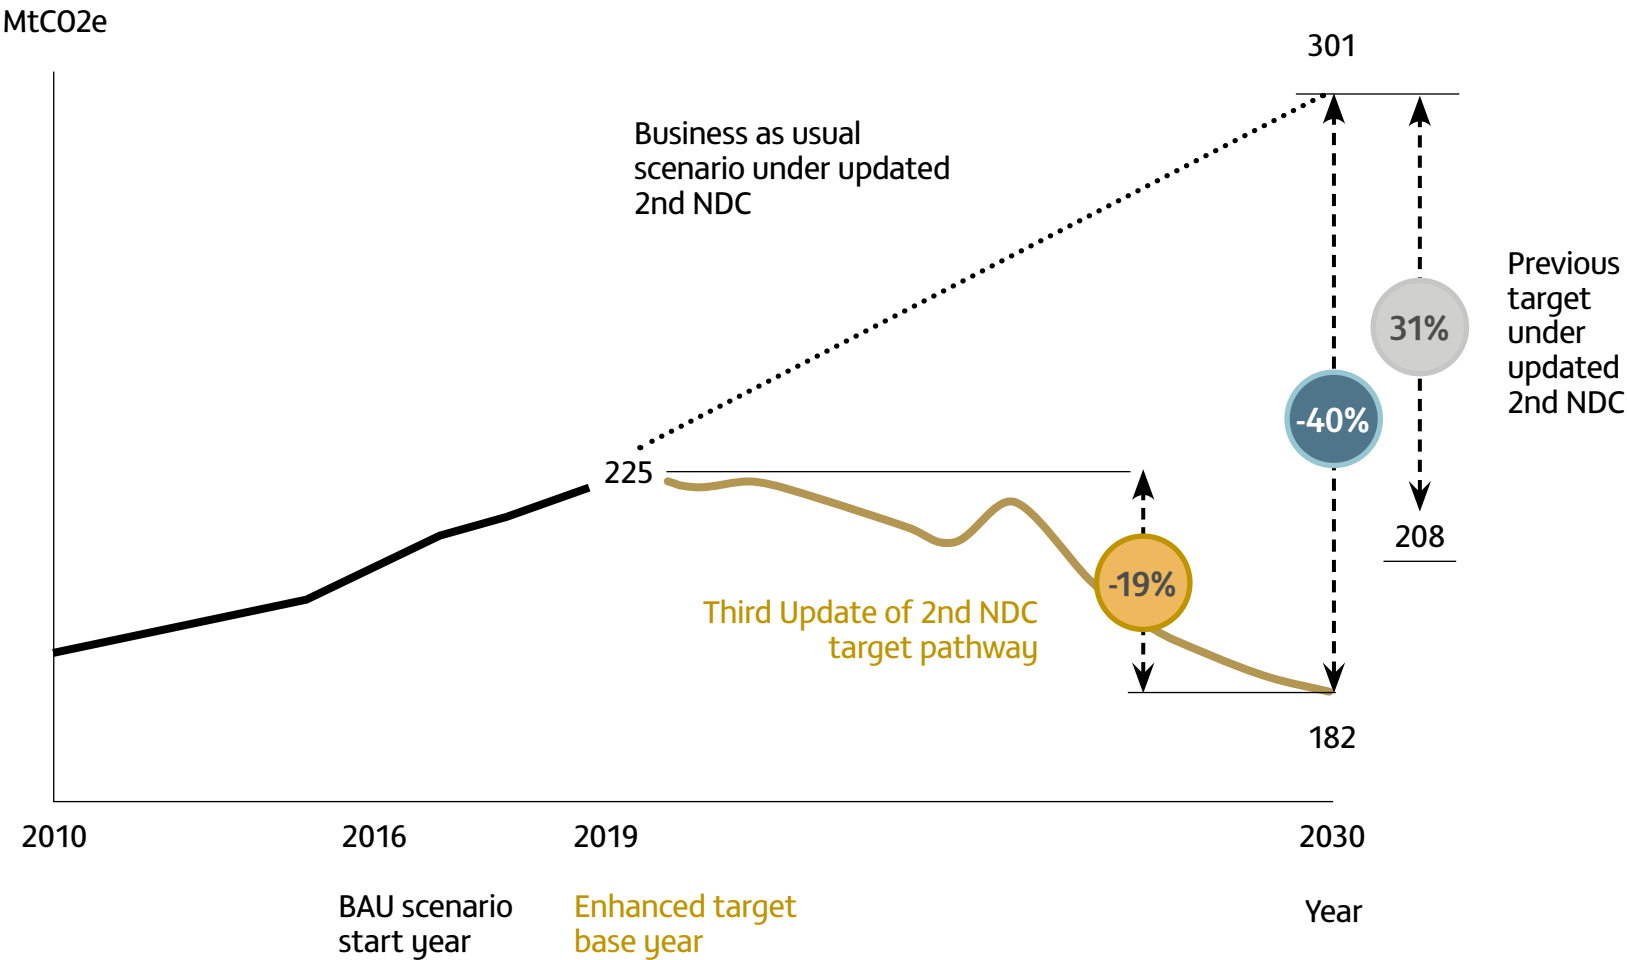 MtCO2e
301
Business as usual
scenario under updated
2nd NDC
Previous
target
under
updated
2nd NDC
31%
-40%
225
208
-19%
Third Update of 2nd NDC
target pathway
182
2010
2016
2019
2030
BAU scenario
start year
Enhanced target
base year
Year